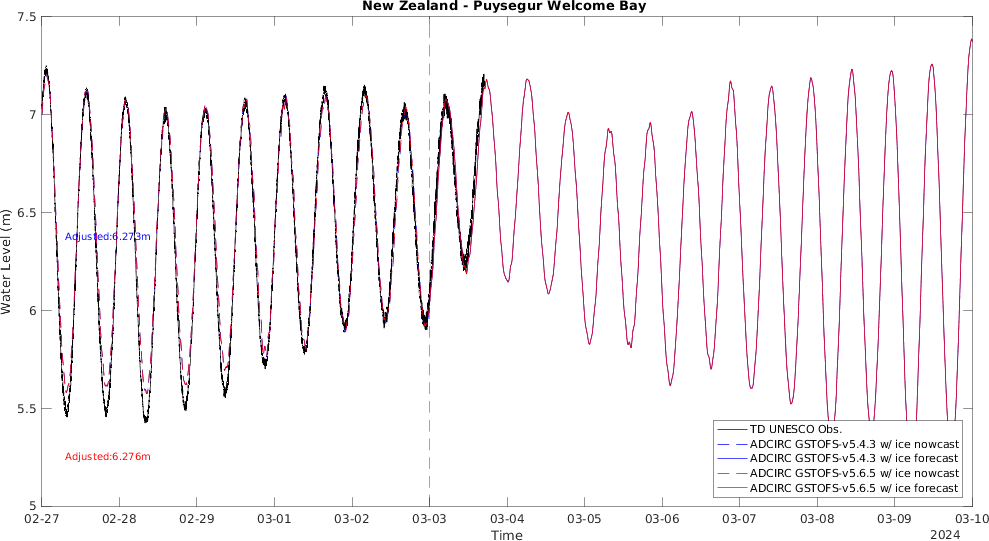 New Zealand - Puysegur Welcome Bay
7.5
7
6.5
6
5.5
5
Water Level (m)
Adjusted:6.273m
Adjusted:6.276m
TD UNESCO Obs.
ADCIRC GSTOFS-v5.4.3 w/ ice nowcast
ADCIRC GSTOFS-v5.4.3 w/ ice forecast
ADCIRC GSTOFS-v5.6.5 w/ ice nowcast
ADCIRC GSTOFS-v5.6.5 w/ ice forecast
02-27 02-28 02-29 03-01 03-02 03-03 03-04 03-05 03-06 03-07 03-08 03-09 03-10
Time
2024